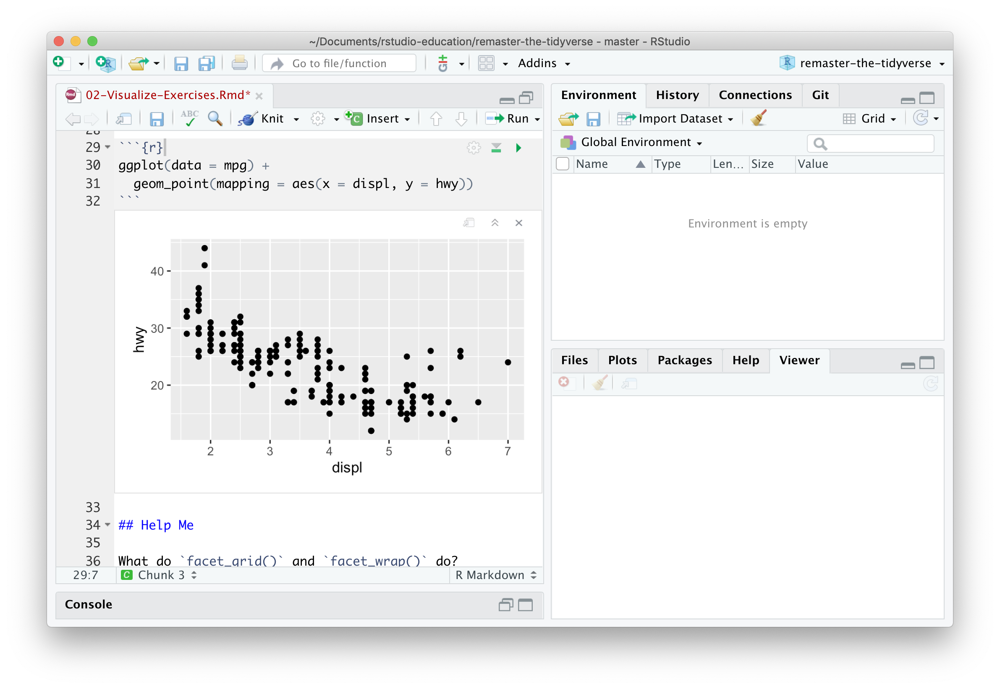 ~/Documents/rstudio-education/remaster-the-tidyverse - master - RStudio
Go to file/function
Git
Addins
remaster-the-tidyverse
02-Visualize-Exercises.Rmd*
ABC
Knit
Insert
Run
28
29 ```{r}
30 ggplot(data = mpg) +
31 geom_point(mapping = aes(x = displ, y = hwy))
32 ```
hwy
40
30
20
2 3 4 5 6 7
displ
33
34 ## Help Me
35
36 What do `facet_grid()` and `facet_wrap()` do?
29:7
C Chunk 3
R Markdown
Console
Environment History Connections Git
Import Dataset
Grid
Global Environment
Name Type Len... Size Value
Environment is empty
Files Plots Packages Help Viewer